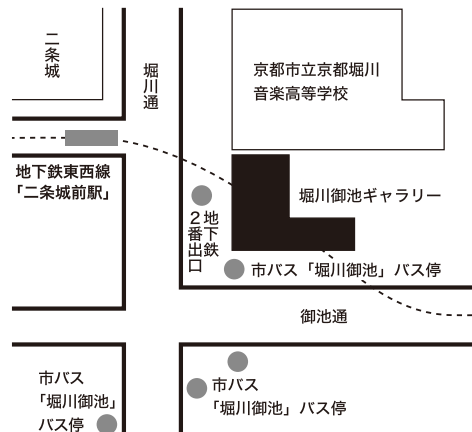 二条城
堀川通
京都市立京都堀川
音楽高等学校
地下鉄東西線
「二条城前駅」
地下鉄
2番出口
堀川御池ギャラリー
市バス「堀川御池」バス停
御池通
市バス
「堀川御池」
バス停
市バス
「堀川御池」バス停